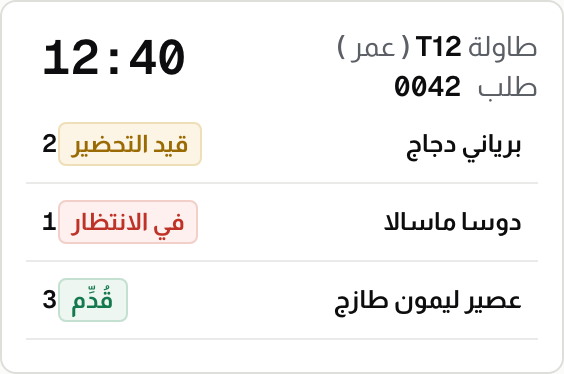 طاولة T12 (عمر)
12:40
طلب 0042
برياني دجاج قيد التحضير 2
دوسا ماسالا في الانتظار 1
عصير ليمون طازج قُدِّم 3